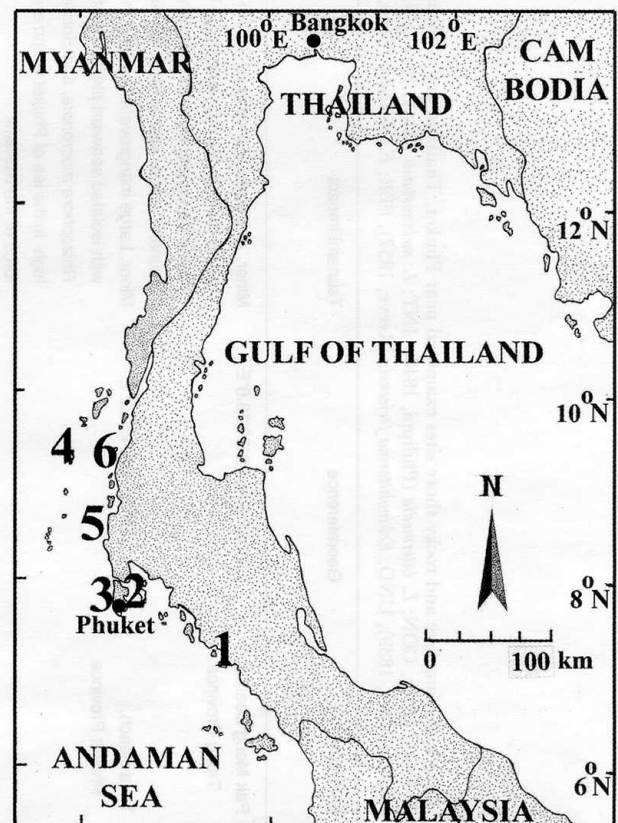 Bangkok
100° E
102° E
MYANMAR
CAM
BODIA
THAILAND
12° N
GULF OF THAILAND
10° N
4
6
N
5
8° N
3
2
Phuket
1
0 100 km
ANDAMAN
SEA
6° N
MALAYSIA